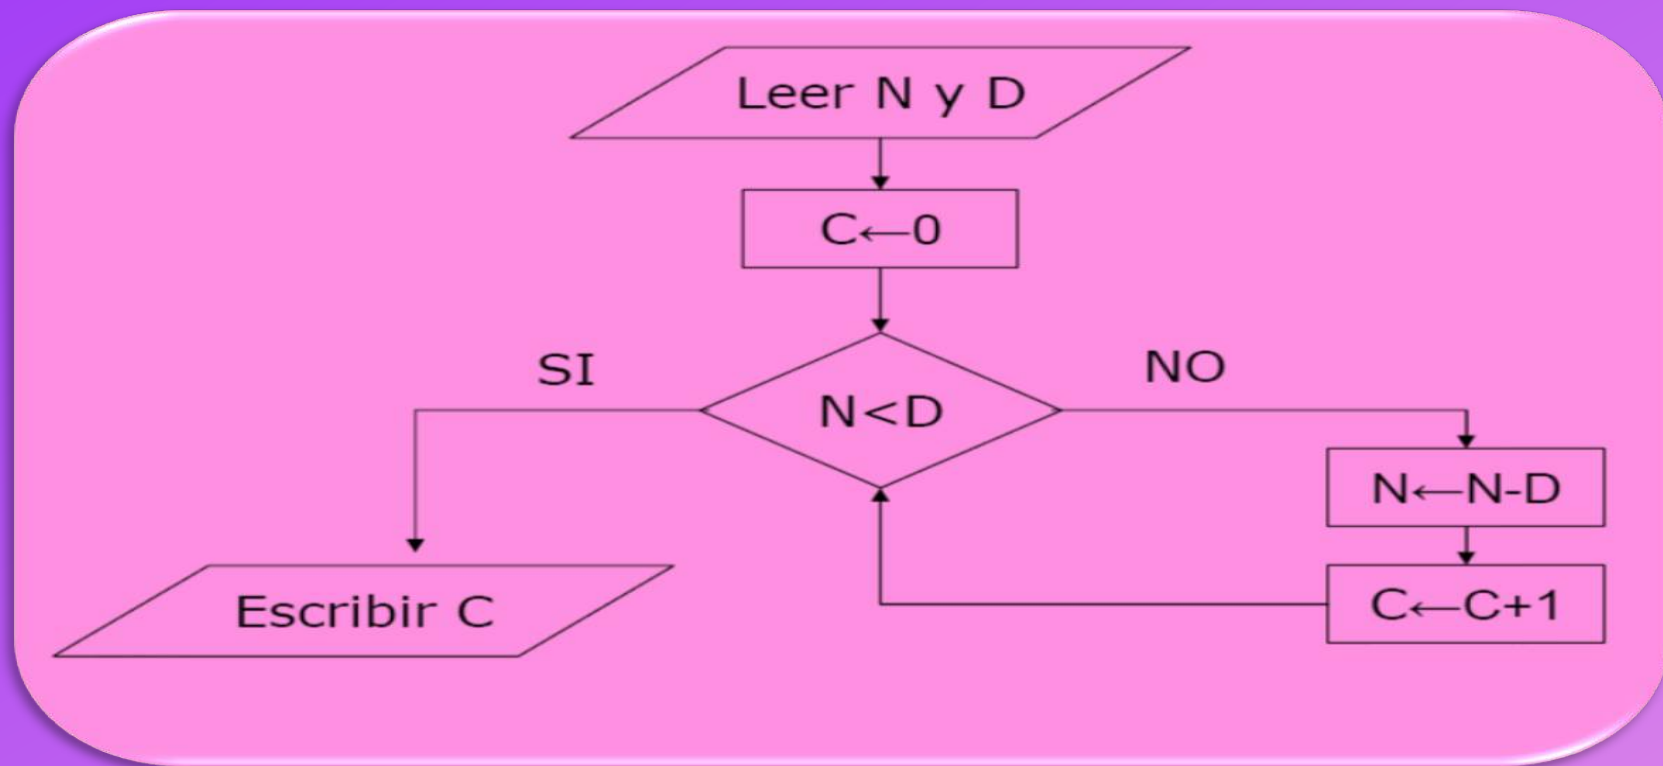 Leer N y D
C←0
SI
NO
N<D
N←N-D
C←C+1
Escribir C